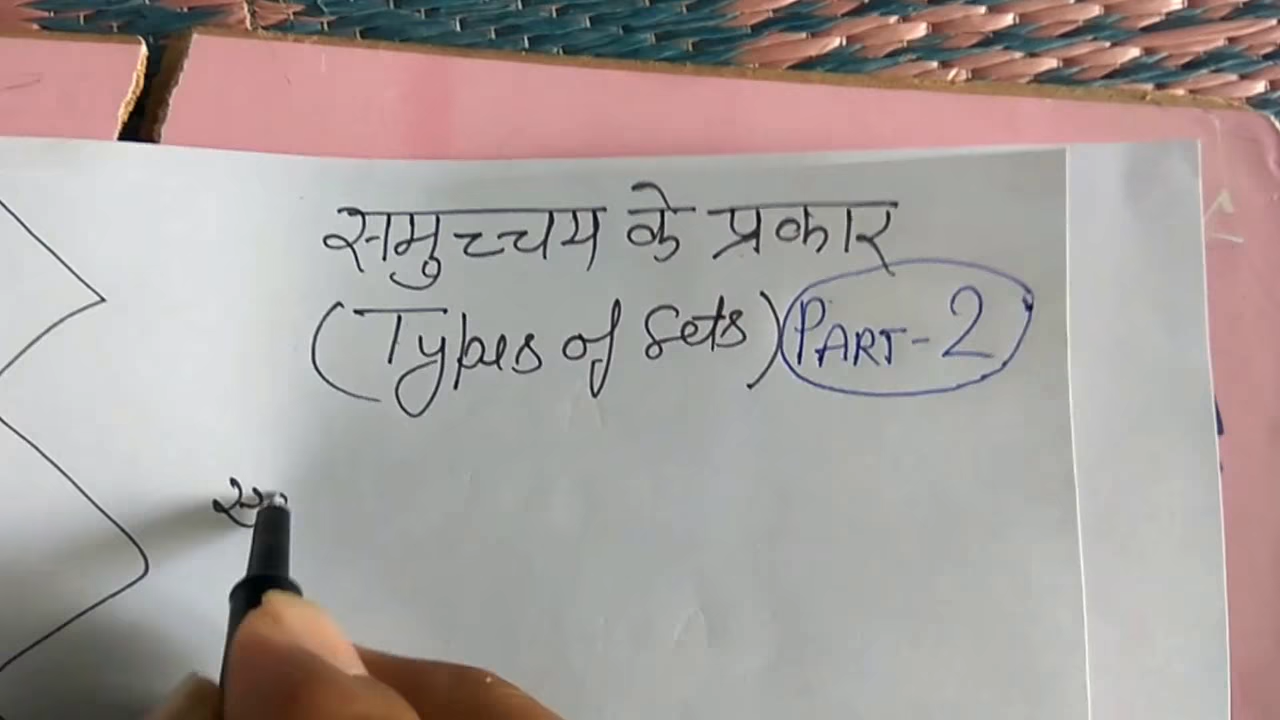 समुच्चय के प्रकार
(Types of Sets) PART-2